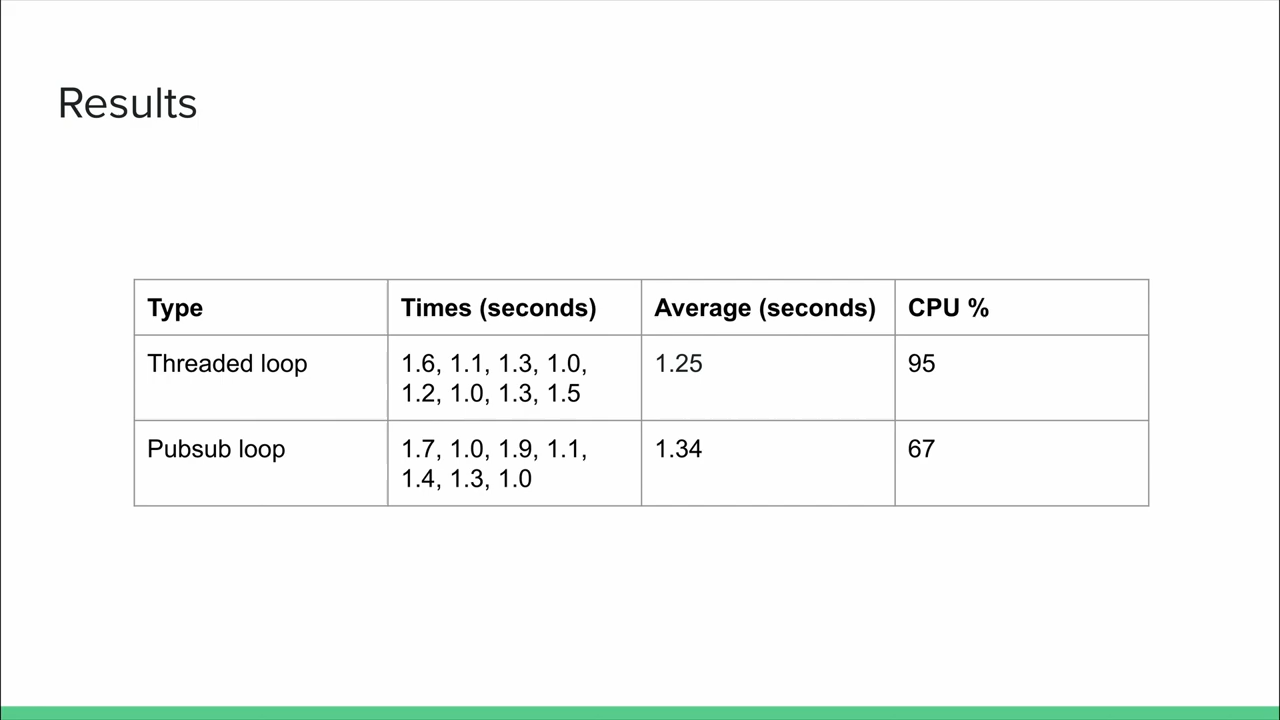 Results
Type Times (seconds) Average (seconds) CPU %
Threaded loop 1.6, 1.1, 1.3, 1.0, 1.25 95
1.2, 1.0, 1.3, 1.5
Pubsub loop 1.7, 1.0, 1.9, 1.1, 1.34 67
1.4, 1.3, 1.0